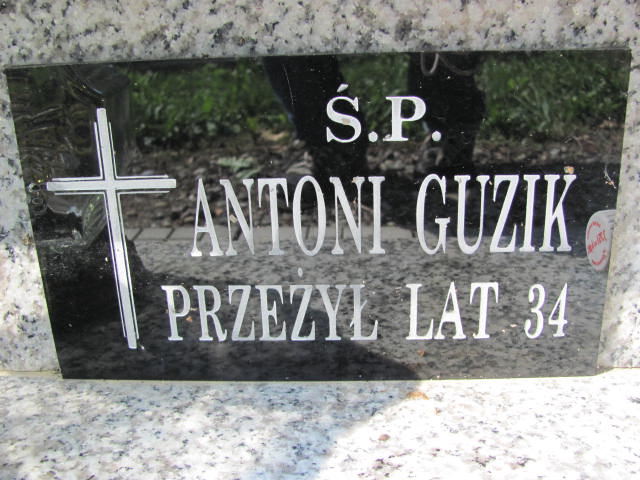 Ś.P.
ANTONI GUZIK
PRZEŻYŁ LAT 34